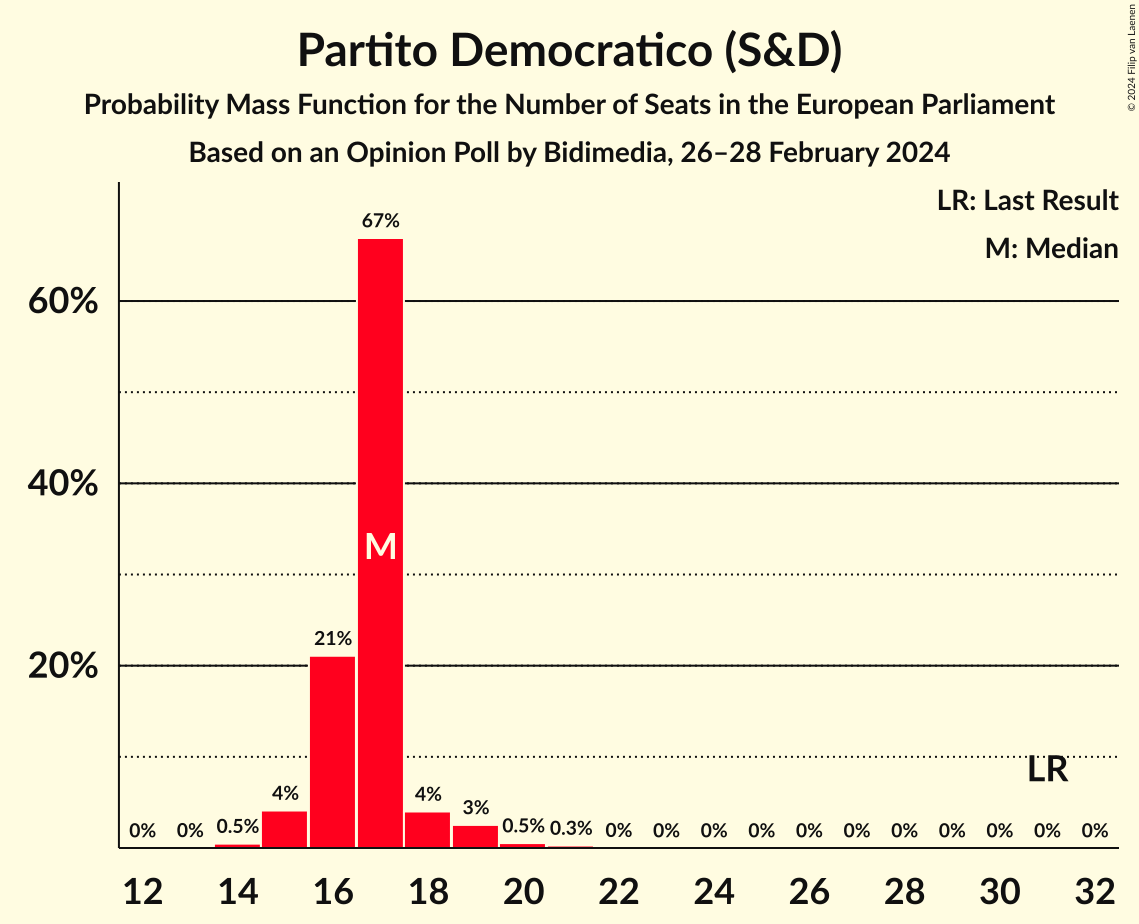 Partito Democratico (S&D)
Probability Mass Function for the Number of Seats in the European Parliament
Based on an Opinion Poll by Bidimedia, 26–28 February 2024
© 2024 Filip van Laenen
LR: Last Result
M: Median
60%
40%
20%
0% 0% 0.5% 4% 21% 67% 4% 3% 0.5% 0.3% 0% 0% 0% 0% 0% 0% 0% 0% 0% 0% 0%
M
LR
12 14 16 18 20 22 24 26 28 30 32